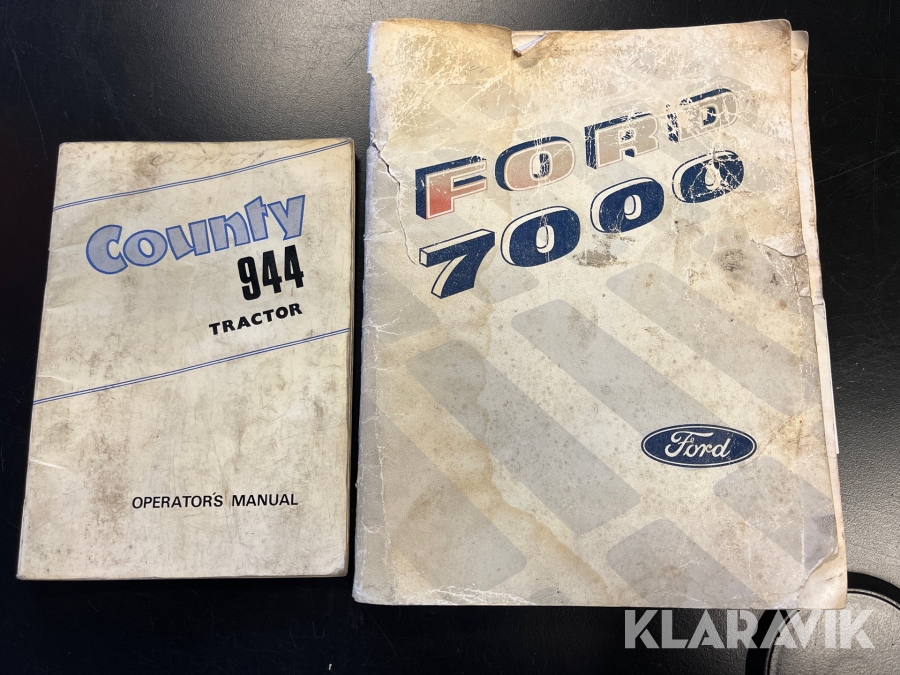 County
944
TRACTOR
OPERATOR'S MANUAL
FORD
7000
Ford
KLARAVIK